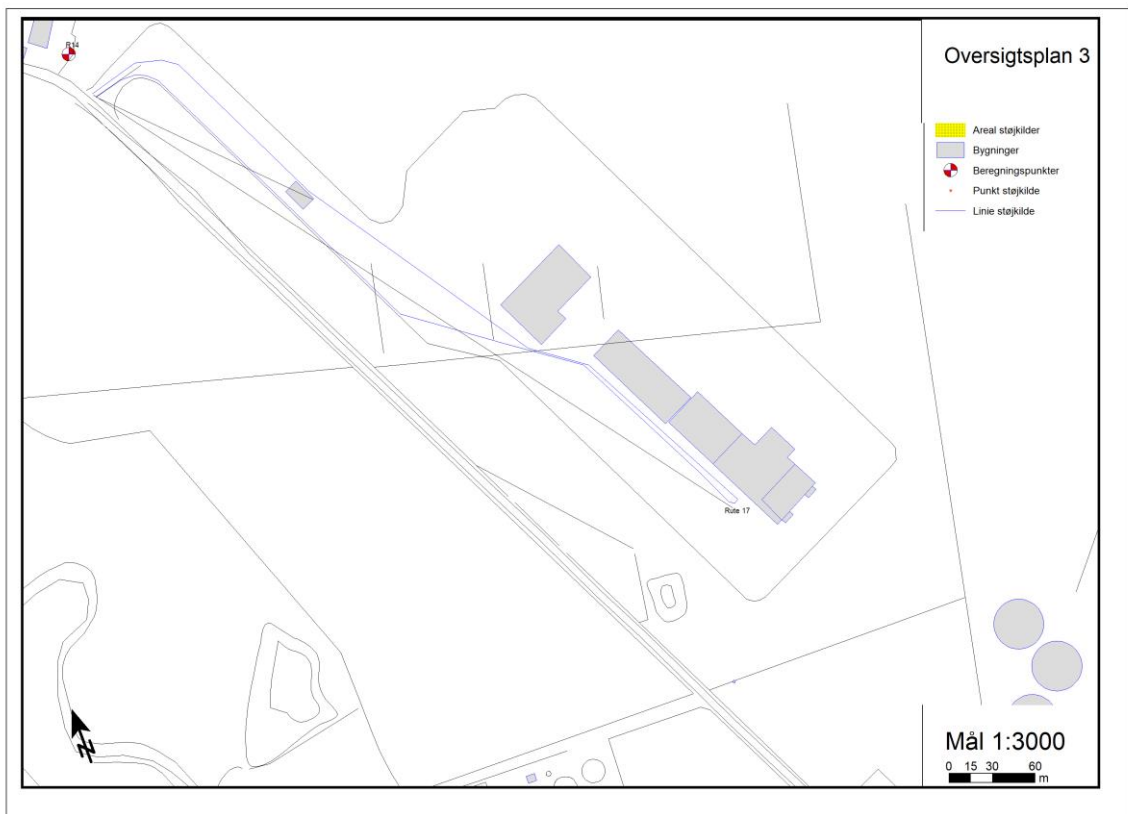 R14
Oversigtsplan 3
Areal støjkilder
Bygninger
Beregningspunkter
Punkt støjkilde
Linie støjkilde
Rute 17
N
Mål 1:3000
0 15 30 60
m